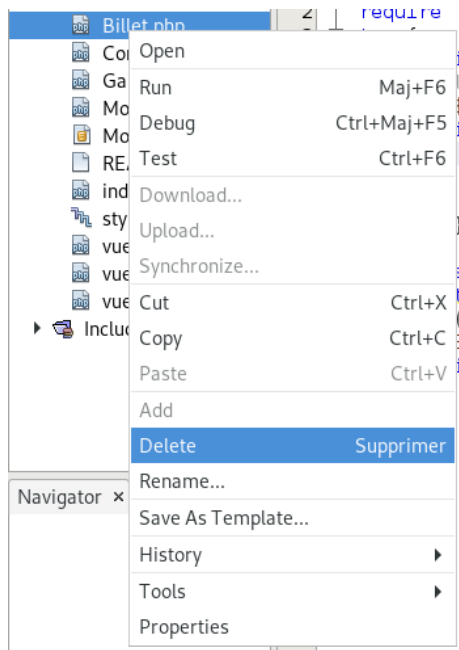 Billet.php
2 require
Co
Open
Ga
Run Maj+F6
Mo
Debug Ctrl+Maj+F5
Mo
Test Ctrl+F6
RE
ind
Download...
sty
Upload...
vue
Synchronize...
vue
vue
Cut Ctrl+X
Includ
Copy Ctrl+C
Paste Ctrl+V
Add
Delete Supprimer
Rename...
Navigator ×
Save As Template...
History
Tools
Properties